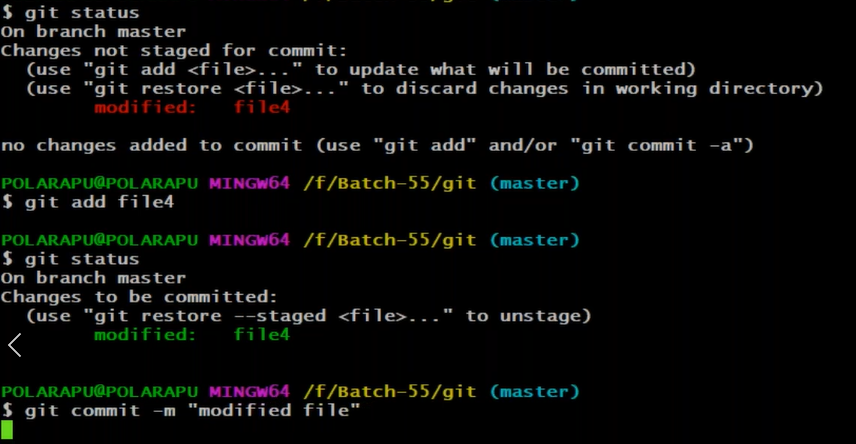 $ git status
On branch master
Changes not staged for commit:
  (use "git add <file>..." to update what will be committed)
  (use "git restore <file>..." to discard changes in working directory)
        modified:   file4

no changes added to commit (use "git add" and/or "git commit -a")

POLARAPU@POLARAPU MINGW64 /f/Batch-55/git (master)
$ git add file4

POLARAPU@POLARAPU MINGW64 /f/Batch-55/git (master)
$ git status
On branch master
Changes to be committed:
  (use "git restore --staged <file>..." to unstage)
        modified:   file4

POLARAPU@POLARAPU MINGW64 /f/Batch-55/git (master)
$ git commit -m "modified file"